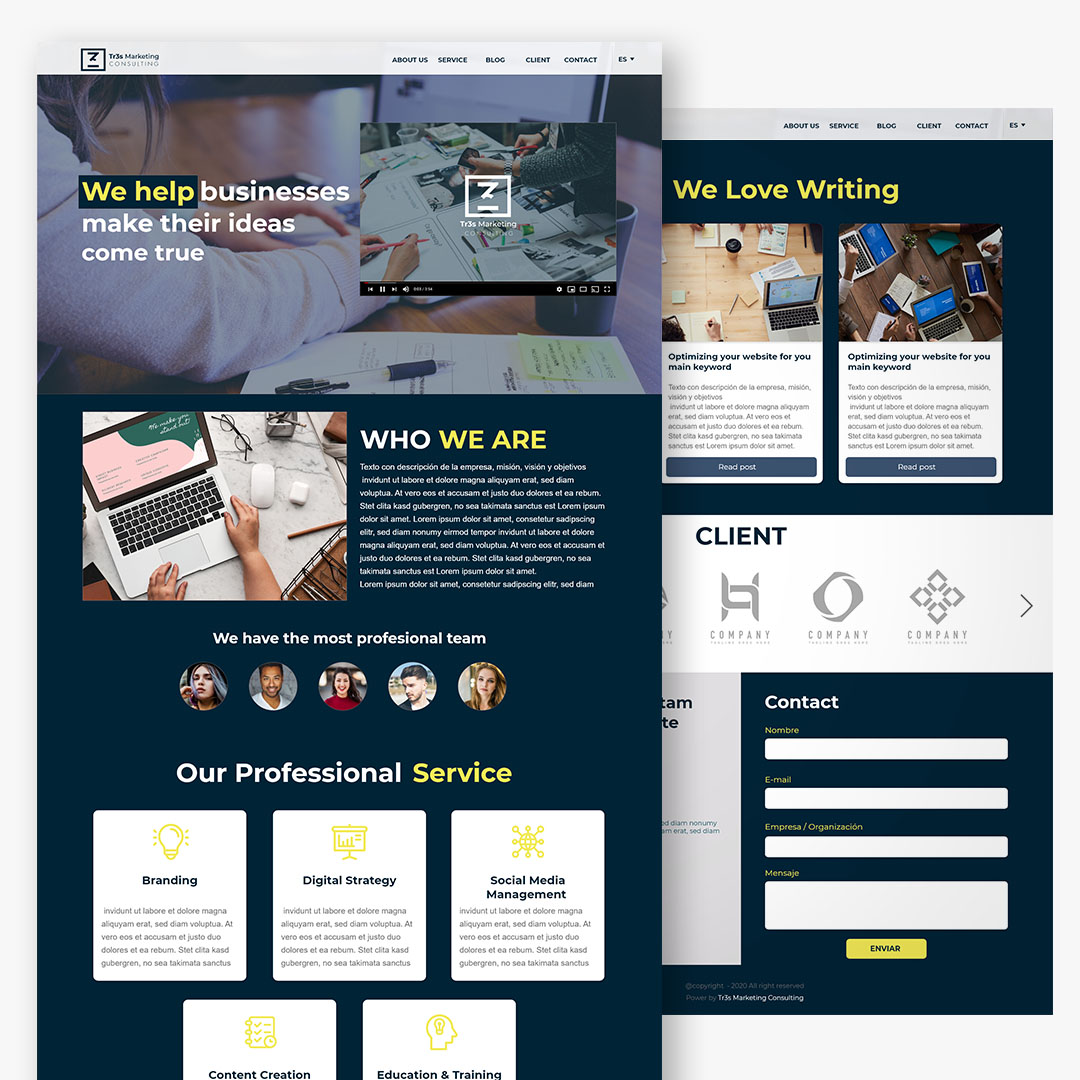 Tr3s Marketing
CONSULTING
ABOUT US SERVICE BLOG CLIENT CONTACT ES
We help businesses
make their ideas
come true
Tr3s Marketing
CONSULTING
We make you
stand out
WHO WE ARE
Texto con descripción de la empresa, misión, visión y objetivos
invidunt ut labore et dolore magna aliquyam erat, sed diam
voluptua. At vero eos et accusam et justo duo dolores et ea rebum.
Stet clita kasd gubergren, no sea takimata sanctus est Lorem ipsum
dolor sit amet. Lorem ipsum dolor sit amet, consetetur sadipscing
elitr, sed diam nonumy eirmod tempor invidunt ut labore et dolore
magna aliquyam erat, sed diam voluptua. At vero eos et accusam et
justo duo dolores et ea rebum. Stet clita kasd gubergren, no sea
takimata sanctus est Lorem ipsum dolor sit amet.
Lorem ipsum dolor sit amet, consetetur sadipscing elitr, sed diam
We have the most profesional team
Our Professional Service
Branding
invidunt ut labore et dolore magna
aliquyam erat, sed diam voluptua. At
vero eos et accusam et justo duo
dolores et ea rebum. Stet clita kasd
gubergren, no sea takimata sanctus
Digital Strategy
invidunt ut labore et dolore magna
aliquyam erat, sed diam voluptua. At
vero eos et accusam et justo duo
dolores et ea rebum. Stet clita kasd
gubergren, no sea takimata sanctus
Social Media
Management
invidunt ut labore et dolore magna
aliquyam erat, sed diam voluptua. At
vero eos et accusam et justo duo
dolores et ea rebum. Stet clita kasd
gubergren, no sea takimata sanctus
Content Creation
Education & Training
ABOUT US SERVICE BLOG CLIENT CONTACT ES
We Love Writing
Optimizing your website for you
main keyword
Texto con descripción de la empresa, misión,
visión y objetivos
invidunt ut labore et dolore magna aliquyam
erat, sed diam voluptua. At vero eos et
accusam et justo duo dolores et ea rebum.
Stet clita kasd gubergren, no sea takimata
sanctus est Lorem ipsum dolor sit amet.
Read post
Optimizing your website for you
main keyword
Texto con descripción de la empresa, misión,
visión y objetivos
invidunt ut labore et dolore magna aliquyam
erat, sed diam voluptua. At vero eos et
accusam et justo duo dolores et ea rebum.
Stet clita kasd gubergren, no sea takimata
sanctus est Lorem ipsum dolor sit amet.
Read post
CLIENT
COMPANY
TAGLINE GOES HERE
COMPANY
TAGLINE GOES HERE
COMPANY
TAGLINE GOES HERE
tam
te
ed diam nonumy
am erat, sed diam
Contact
Nombre
E-mail
Empresa / Organización
Mensaje
ENVIAR
@copyright - 2020 All right reserved
Power by Tr3s Marketing Consulting